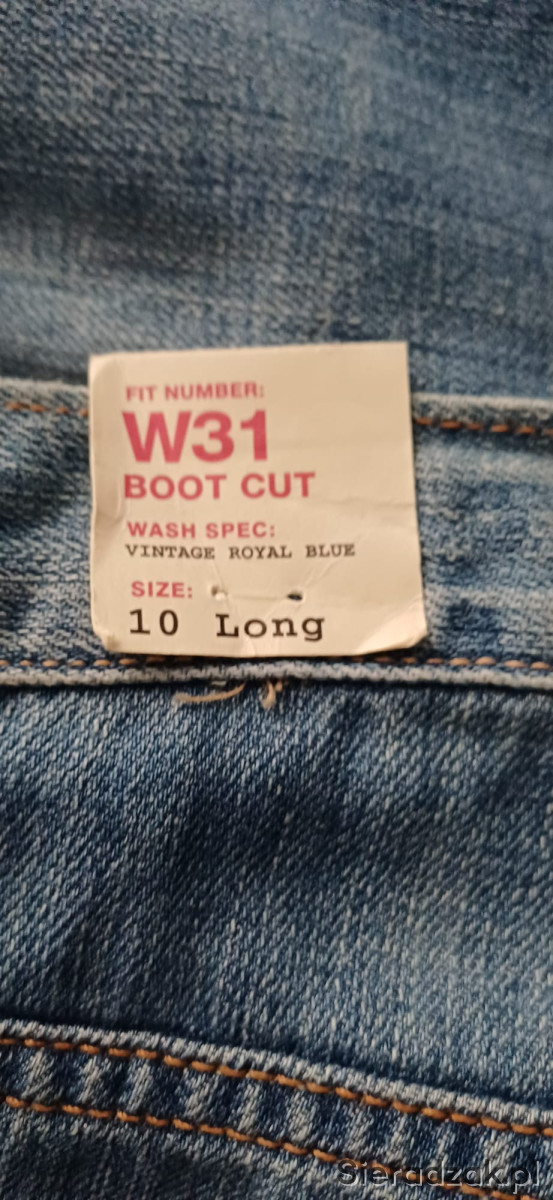 FIT NUMBER:
W31
BOOT CUT
WASH SPEC:
VINTAGE ROYAL BLUE
SIZE:
10 Long
Sieradzak.pl